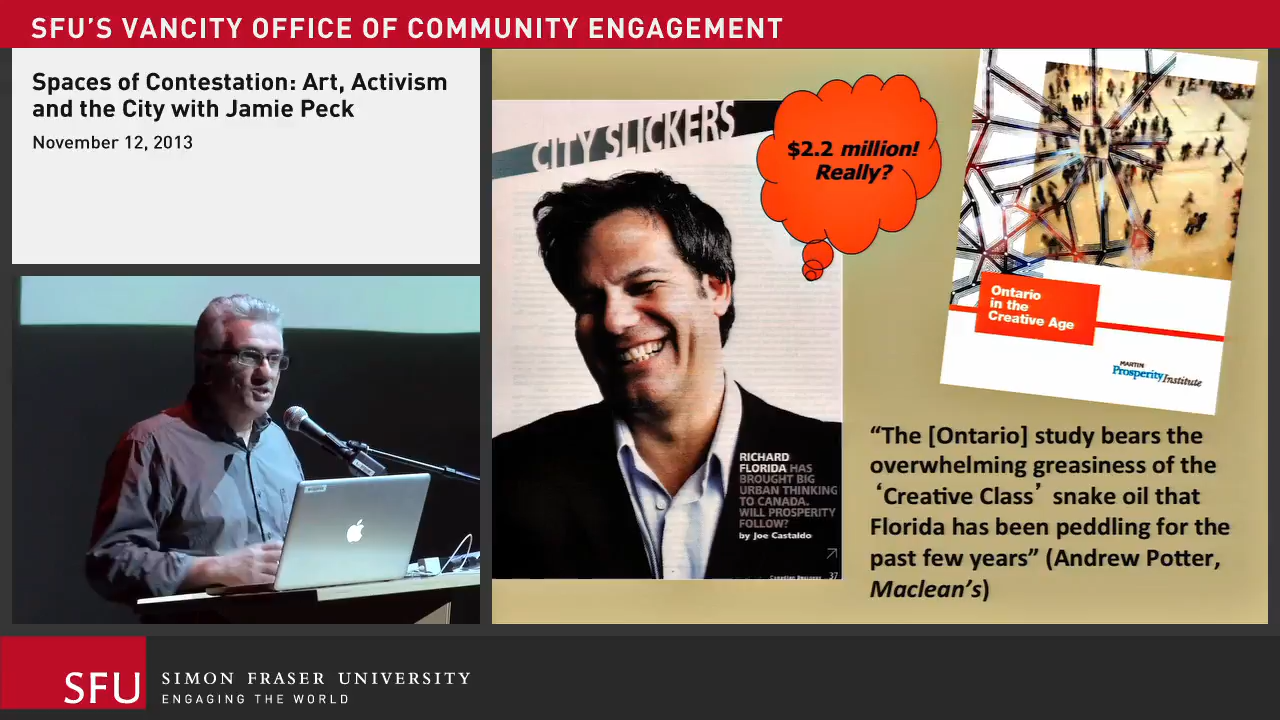 SFU'S VANCITY OFFICE OF COMMUNITY ENGAGEMENT
Spaces of Contestation: Art, Activism
and the City with Jamie Peck
November 12, 2013
CITY SLICKERS
$2.2 million!
Really?
RICHARD
FLORIDA HAS
BROUGHT BIG
URBAN THINKING
TO CANADA.
WILL PROSPERITY
FOLLOW?
by Joe Castaldo
Canadian Business 37
Ontario
in the
Creative Age
MARTIN
Prosperity Institute
“The [Ontario] study bears the
overwhelming greasiness of the
‘Creative Class’ snake oil that
Florida has been peddling for the
past few years” (Andrew Potter,
Maclean’s)
SFU
SIMON FRASER UNIVERSITY
ENGAGING THE WORLD